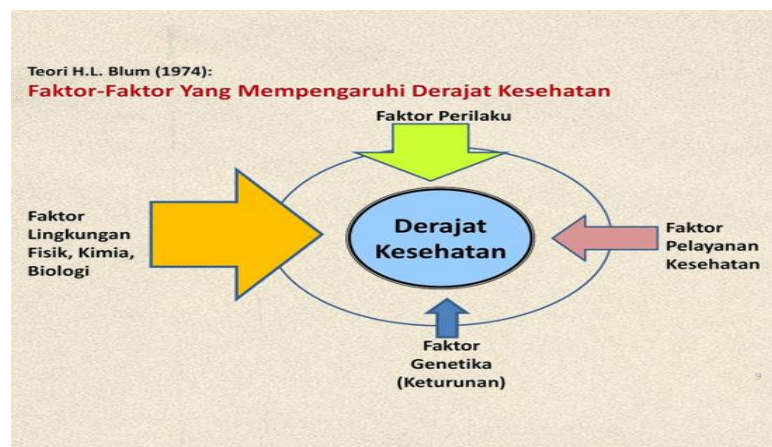 Teori H.L. Blum (1974):
Faktor-Faktor Yang Mempengaruhi Derajat Kesehatan
Faktor Perilaku
Faktor
Lingkungan
Fisik, Kimia,
Biologi
Derajat
Kesehatan
Faktor
Pelayanan
Kesehatan
Faktor
Genetika
(Keturunan)